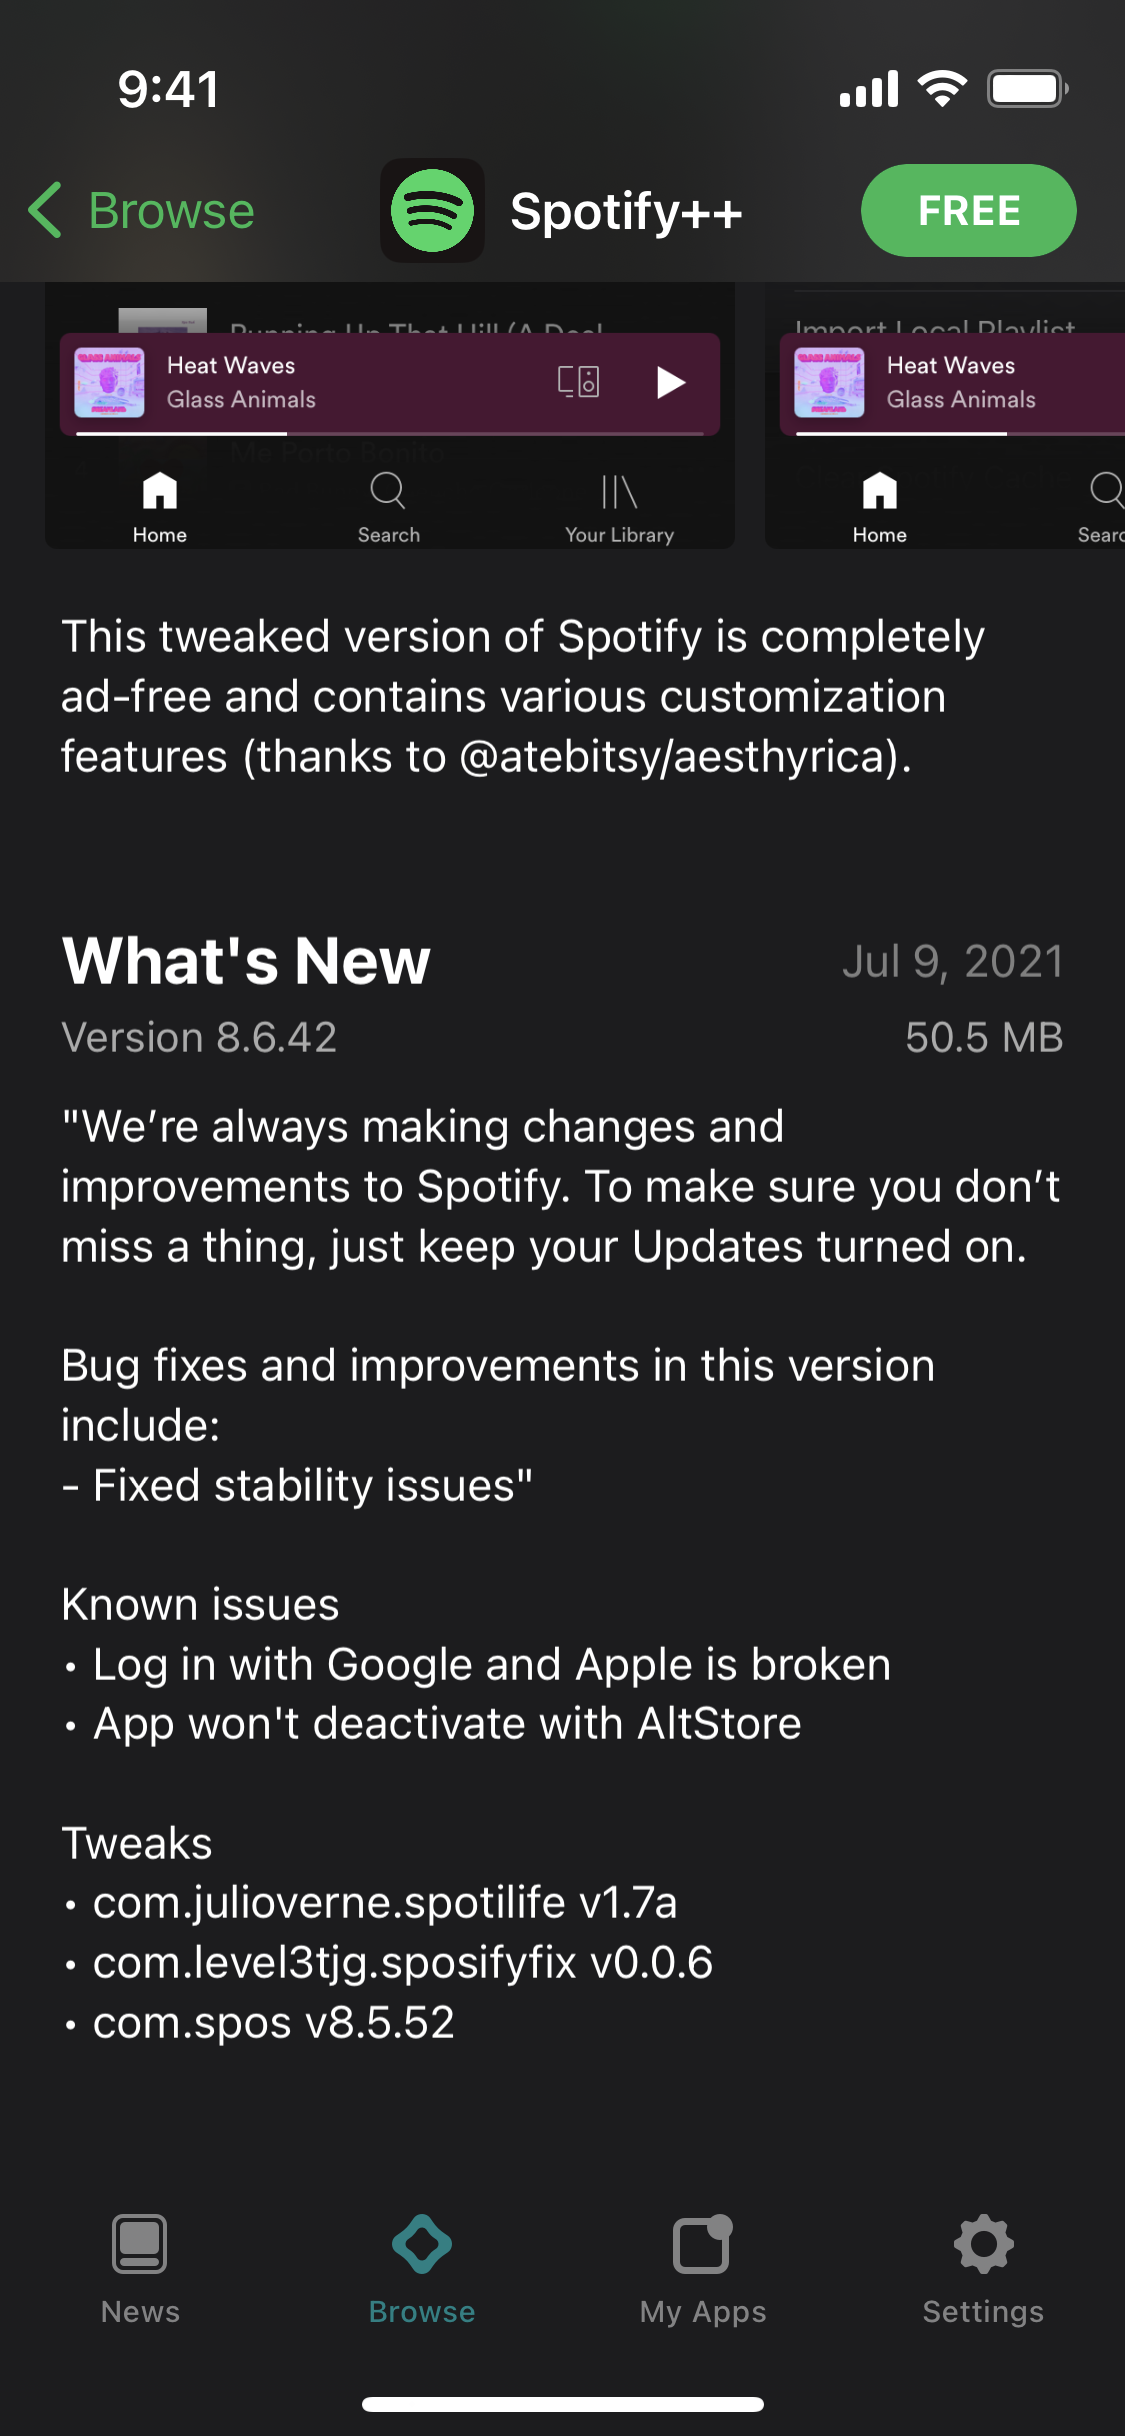 9:41
Browse
Spotify++
FREE
Running Up That Hill (A Deal
Import Local Playlist
Heat Waves
Glass Animals
Heat Waves
Glass Animals
Me Porto Bonito
Home
Search
Your Library
Home
Searc
This tweaked version of Spotify is completely
ad-free and contains various customization
features (thanks to @atebitsy/aesthyrica).
What's New
Jul 9, 2021
Version 8.6.42
50.5 MB
"We’re always making changes and
improvements to Spotify. To make sure you don’t
miss a thing, just keep your Updates turned on.
Bug fixes and improvements in this version
include:
- Fixed stability issues"
Known issues
• Log in with Google and Apple is broken
• App won't deactivate with AltStore
Tweaks
• com.julioverne.spotilife v1.7a
• com.level3tjg.sposifyfix v0.0.6
• com.spos v8.5.52
News
Browse
My Apps
Settings